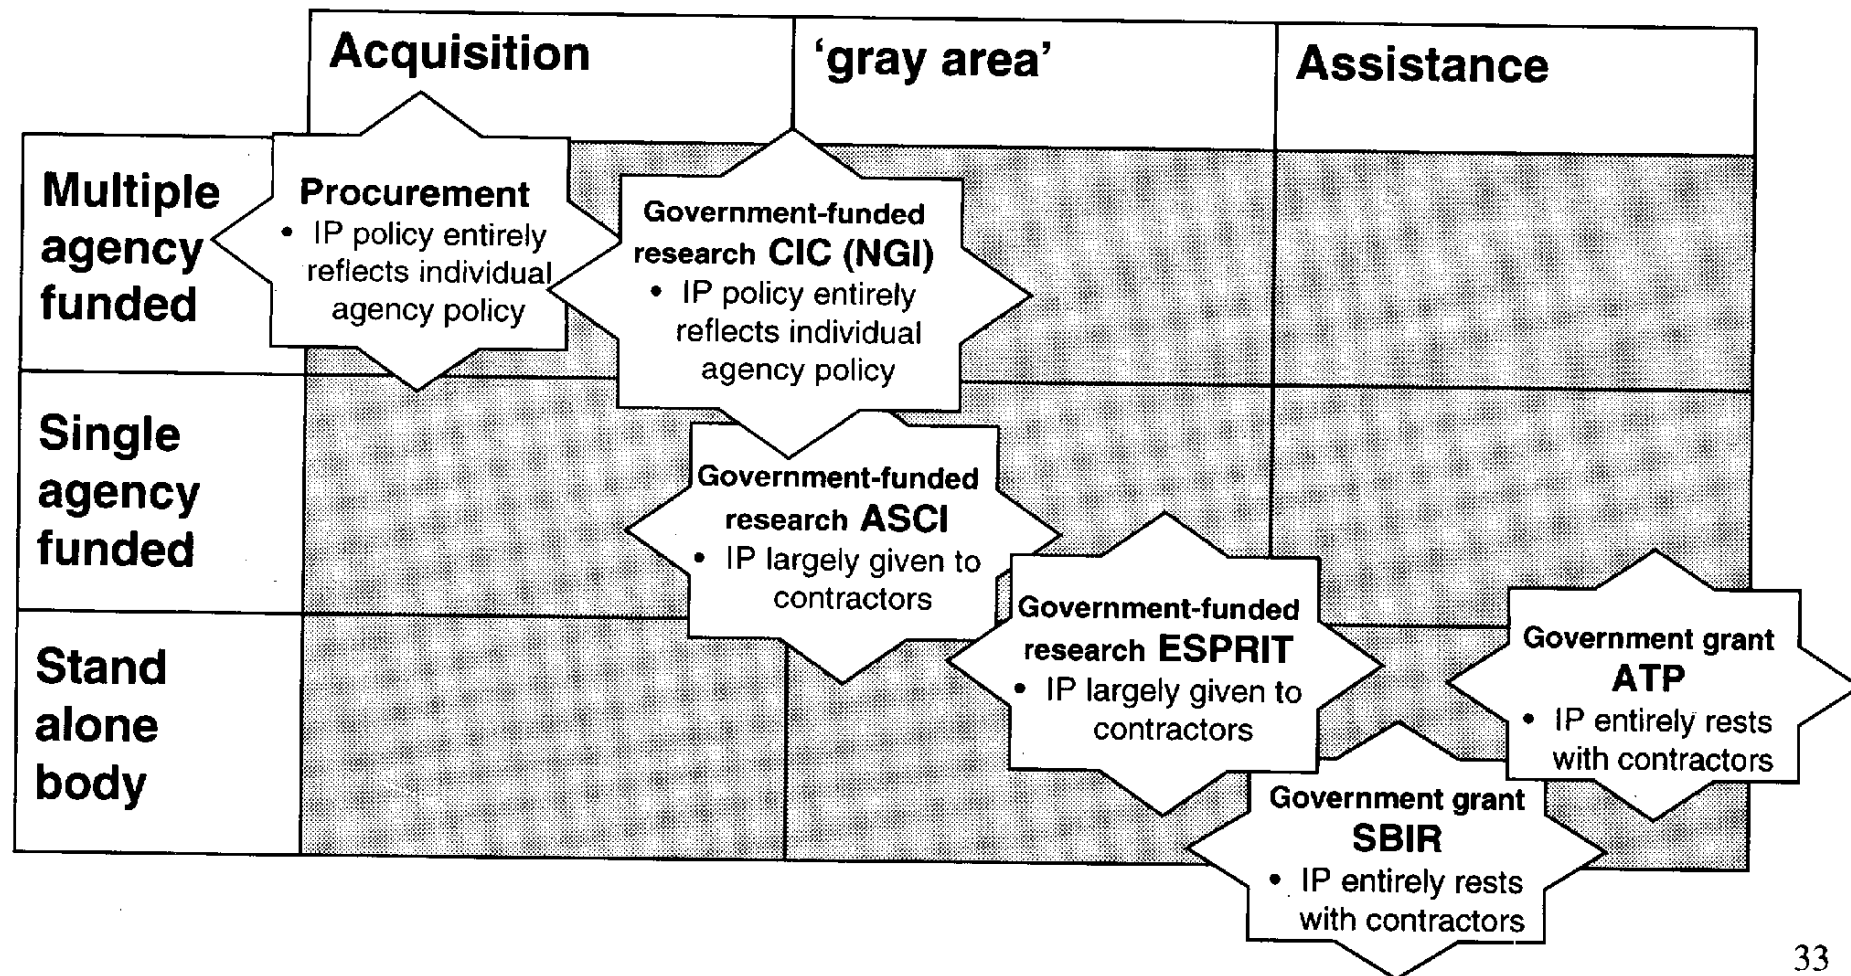 Acquisition
‘gray area’
Assistance
Multiple
agency
funded
Procurement
• IP policy entirely
reflects individual
agency policy
Government-funded
research CIC (NGI)
• IP policy entirely
reflects individual
agency policy
Single
agency
funded
Government-funded
research ASCI
• IP largely given to
contractors
Stand
alone
body
Government-funded
research ESPRIT
• IP largely given to
contractors
Government grant
ATP
• IP entirely rests
with contractors
Government grant
SBIR
• IP entirely rests
with contractors
33